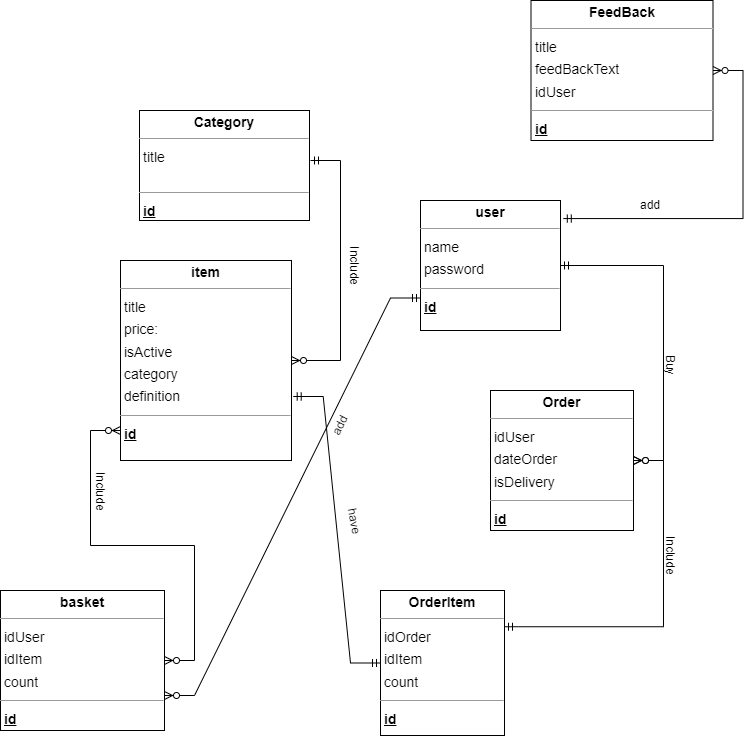 FeedBack
title
feedBackText
idUser
id
Category
title
id
add
user
name
password
id
Include
item
title
price:
isActive
category
definition
id
Buy
Order
idUser
dateOrder
isDelivery
id
add
Include
have
Include
basket
idUser
idItem
count
id
OrderItem
idOrder
idItem
count
id